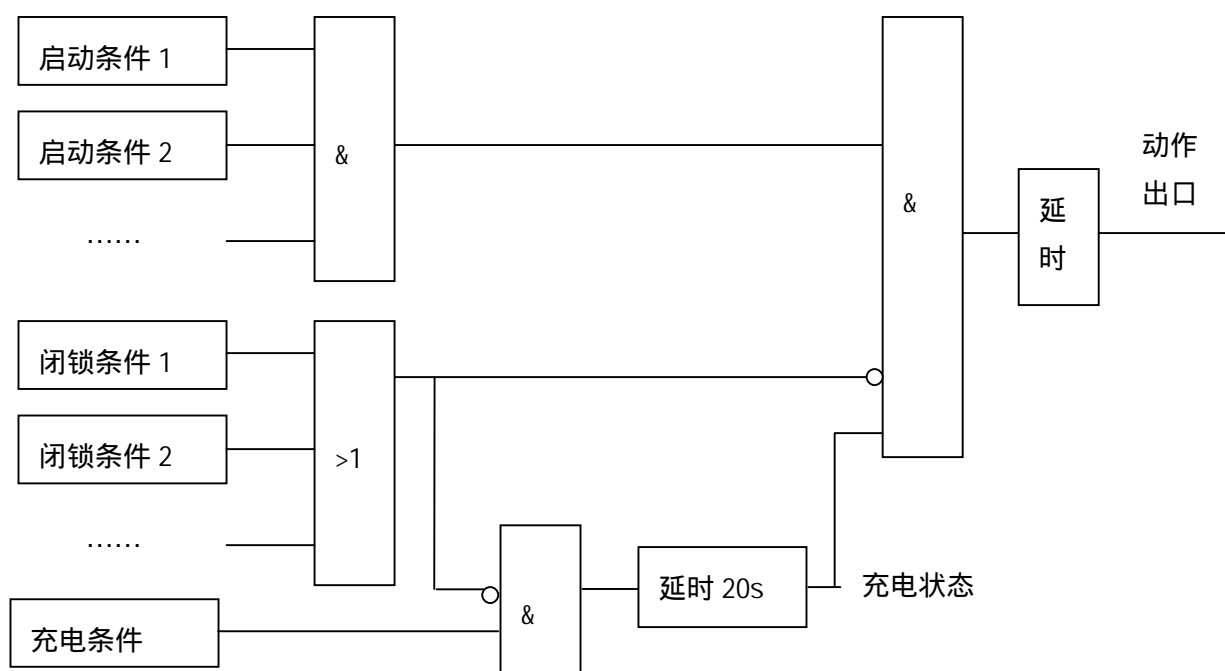 启动条件 1
启动条件 2
&
……
闭锁条件 1
闭锁条件 2
>1
……
充电条件
&
延时 20s
充电状态
&
延
时
动作
出口